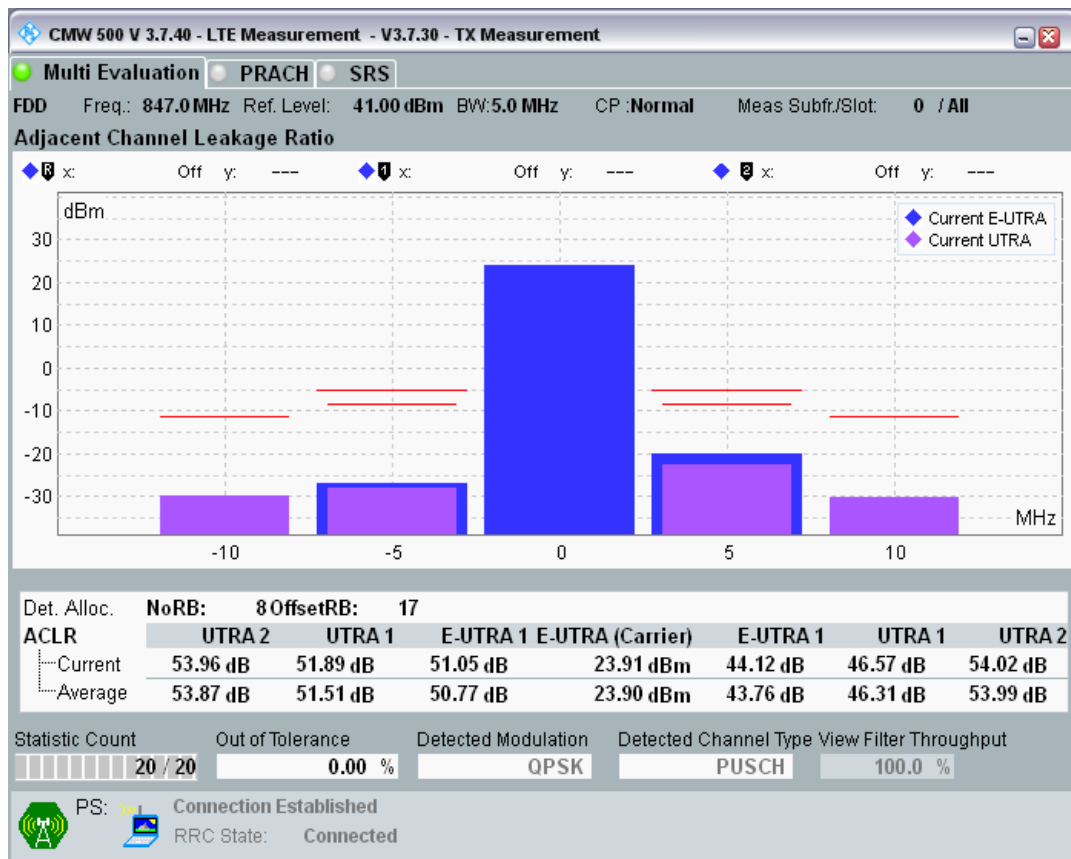 CMW 500 V 3.7.40 - LTE Measurement - V3.7.30 - TX Measurement
Multi Evaluation PRACH SRS
FDD Freq.: 847.0 MHz Ref. Level: 41.00 dBm BW:5.0 MHz CP :Normal Meas Subfr./Slot: 0 / All
Adjacent Channel Leakage Ratio
R x: Off y: --- 1 x: Off y: --- 2 x: Off y: ---
dBm
Current E-UTRA
Current UTRA
30
20
10
0
-10
-20
-30
MHz
-10 -5 0 5 10
Det. Alloc. NoRB: 8 OffsetRB: 17
ACLR UTRA 2 UTRA 1 E-UTRA 1 E-UTRA (Carrier) E-UTRA 1 UTRA 1 UTRA 2
Current 53.96 dB 51.89 dB 51.05 dB 23.91 dBm 44.12 dB 46.57 dB 54.02 dB
Average 53.87 dB 51.51 dB 50.77 dB 23.90 dBm 43.76 dB 46.31 dB 53.99 dB
Statistic Count Out of Tolerance Detected Modulation Detected Channel Type View Filter Throughput
20 / 20 0.00 % QPSK PUSCH 100.0 %
PS: Connection Established
RRC State: Connected